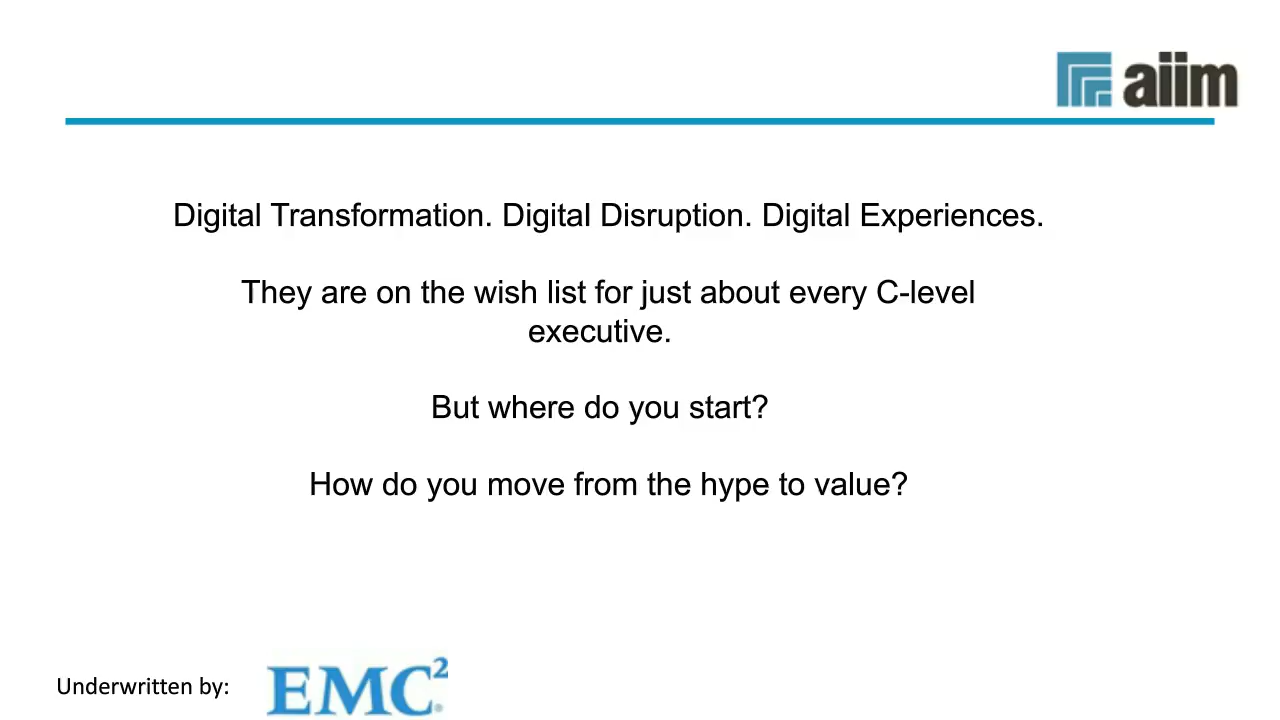 aiim
Digital Transformation. Digital Disruption. Digital Experiences.
They are on the wish list for just about every C-level
executive.
But where do you start?
How do you move from the hype to value?
Underwritten by:
EMC²